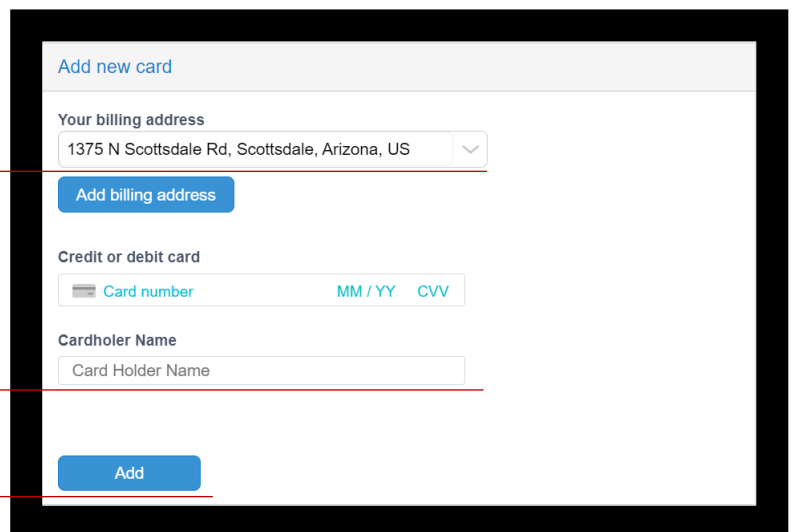 Add new card
Your billing address
1375 N Scottsdale Rd, Scottsdale, Arizona, US
Add billing address
Credit or debit card
Card number MM / YY CVV
Cardholer Name
Card Holder Name
Add